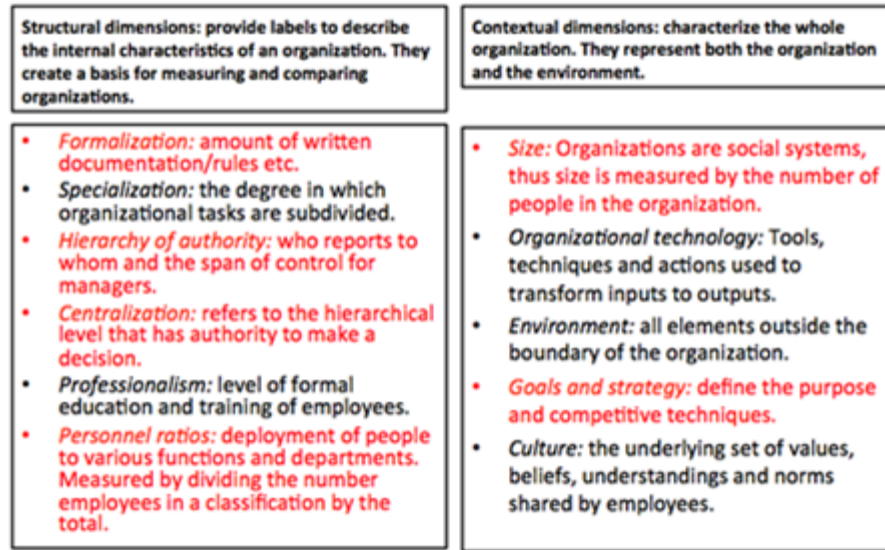 Structural dimensions: provide labels to describe
the internal characteristics of an organization. They
create a basis for measuring and comparing
organizations.
• Formalization: amount of written
documentation/rules etc.
• Specialization: the degree in which
organizational tasks are subdivided.
• Hierarchy of authority: who reports to
whom and the span of control for
managers.
• Centralization: refers to the hierarchical
level that has authority to make a
decision.
• Professionalism: level of formal
education and training of employees.
• Personnel ratios: deployment of people
to various functions and departments.
Measured by dividing the number
employees in a classification by the
total.
Contextual dimensions: characterize the whole
organization. They represent both the organization
and the environment.
• Size: Organizations are social systems,
thus size is measured by the number of
people in the organization.
• Organizational technology: Tools,
techniques and actions used to
transform inputs to outputs.
• Environment: all elements outside the
boundary of the organization.
• Goals and strategy: define the purpose
and competitive techniques.
• Culture: the underlying set of values,
beliefs, understandings and norms
shared by employees.